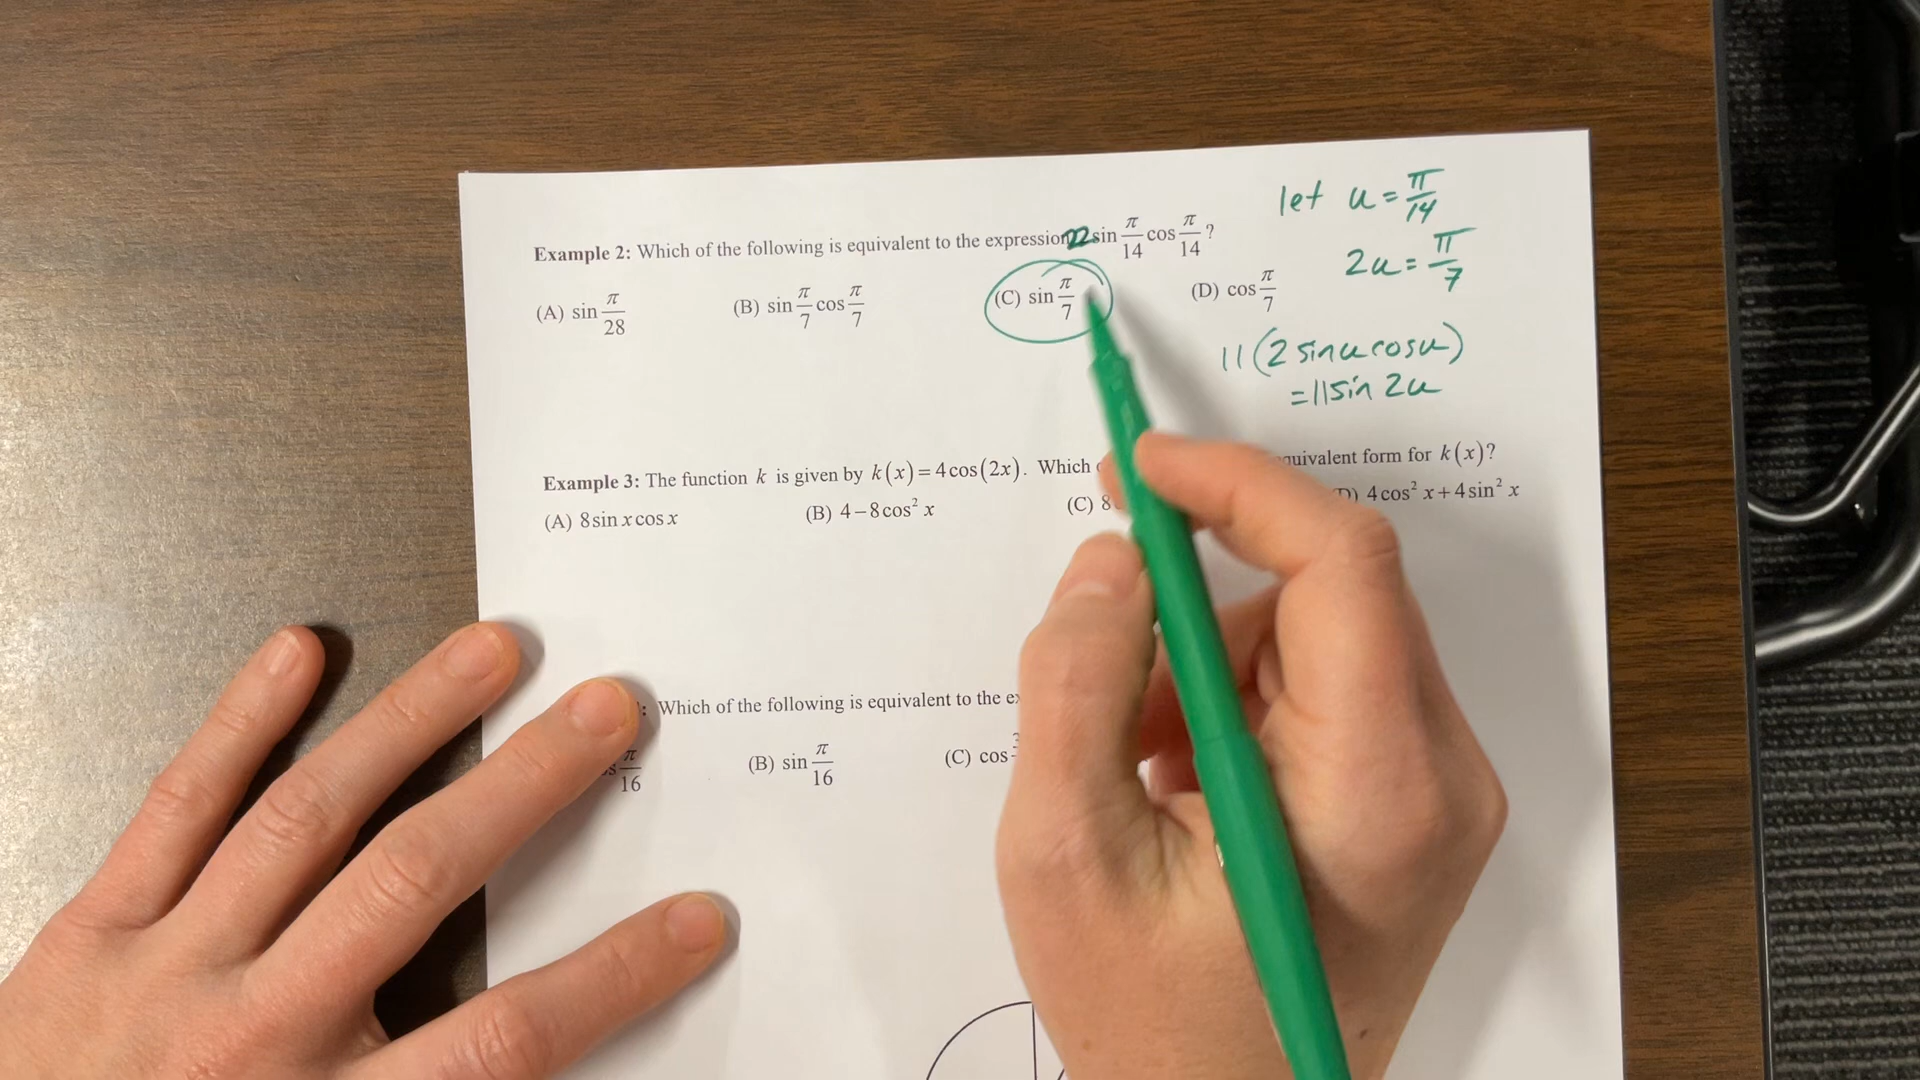 let u = π/14
Example 2: Which of the following is equivalent to the expression 22 sin π/14 cos π/14 ?
2u = π/7
(A) sin π/28 (B) sin π/7 cos π/7 (C) sin π/7 (D) cos π/7
11(2 sin u cos u)
= 11 sin 2u
Example 3: The function k is given by k(x) = 4cos(2x). Which equivalent form for k(x)?
(A) 8 sin x cos x (B) 4 − 8cos² x (C) 8 (D) 4cos² x + 4sin² x
: Which of the following is equivalent to the
π/16 (B) sin π/16 (C) cos